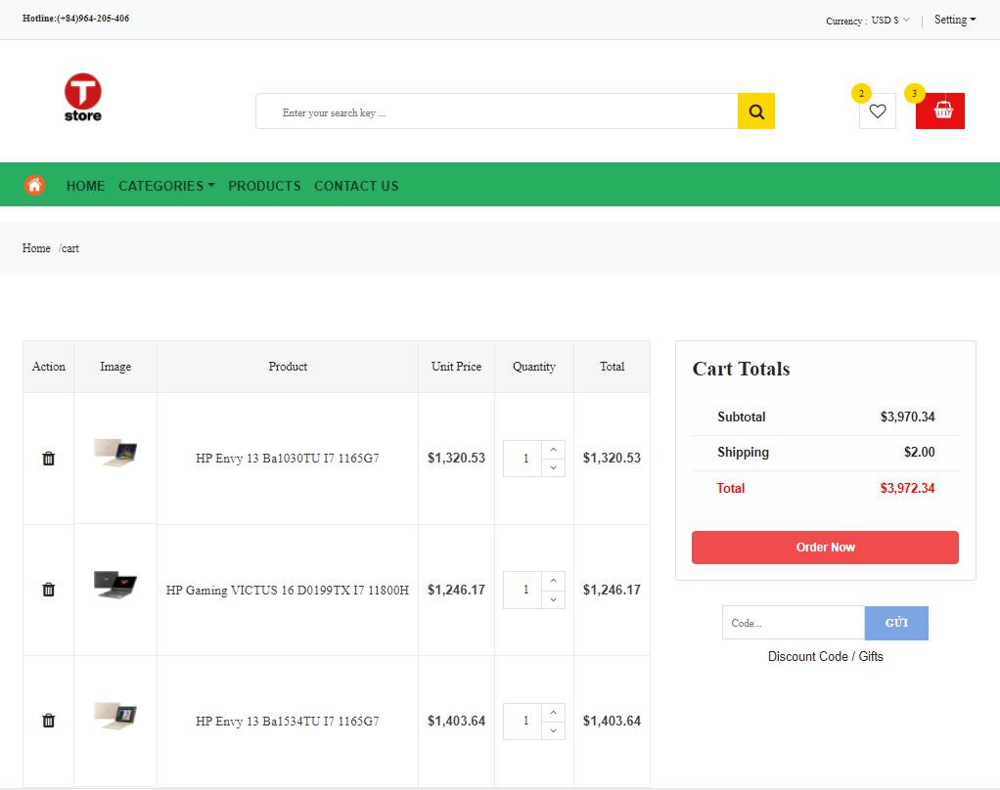 Hotline:(+84)964-205-406
Currency : USD $
Setting
T
store
Enter your search key ...
2
3
HOME CATEGORIES PRODUCTS CONTACT US
Home /cart
Action Image Product Unit Price Quantity Total
HP Envy 13 Ba1030TU I7 1165G7 $1,320.53 1 $1,320.53
HP Gaming VICTUS 16 D0199TX I7 11800H $1,246.17 1 $1,246.17
HP Envy 13 Ba1534TU I7 1165G7 $1,403.64 1 $1,403.64
Cart Totals
Subtotal $3,970.34
Shipping $2.00
Total $3,972.34
Order Now
Code... GỬI
Discount Code / Gifts